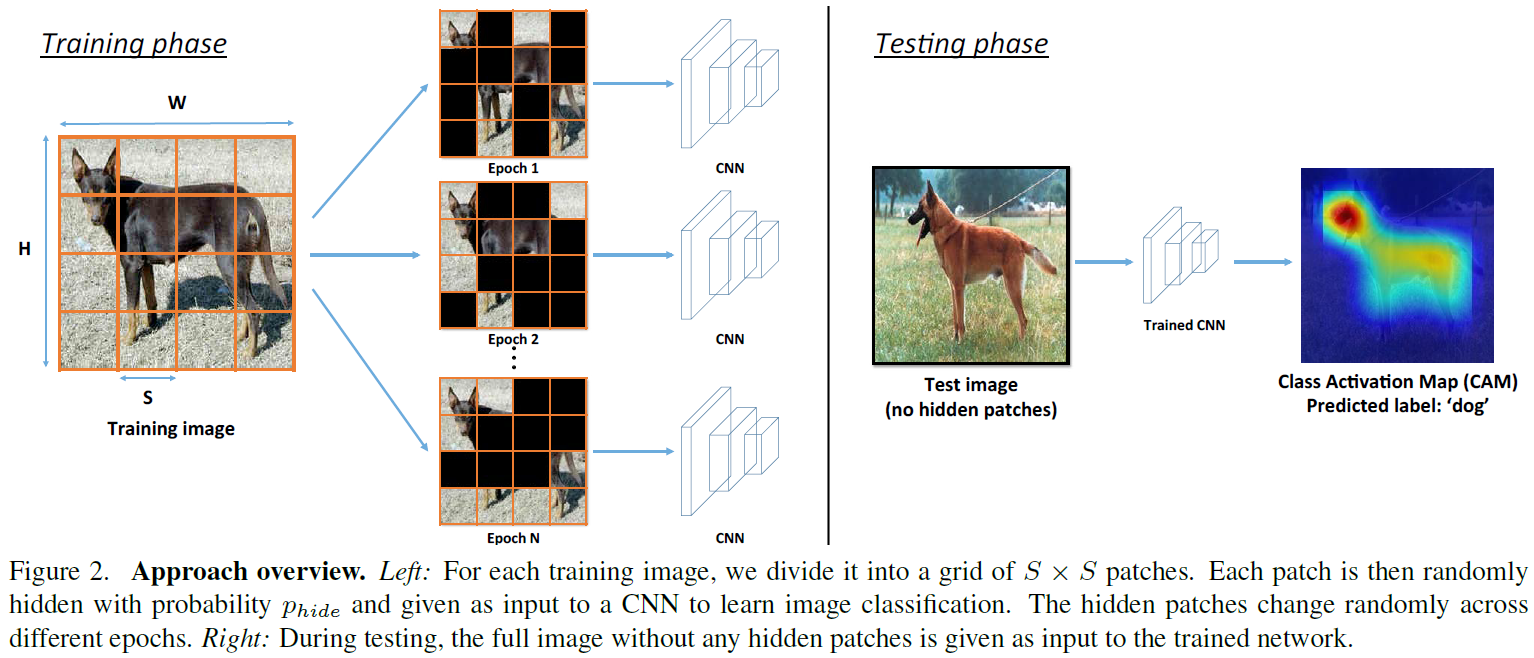 Training phase
W
H
S
Training image
Epoch 1
CNN
Epoch 2
CNN
⋮
Epoch N
CNN
Testing phase
Test image
(no hidden patches)
Trained CNN
Class Activation Map (CAM)
Predicted label: ‘dog’
Figure 2. Approach overview. Left: For each training image, we divide it into a grid of S × S patches. Each patch is then randomly
hidden with probability p_hide and given as input to a CNN to learn image classification. The hidden patches change randomly across
different epochs. Right: During testing, the full image without any hidden patches is given as input to the trained network.